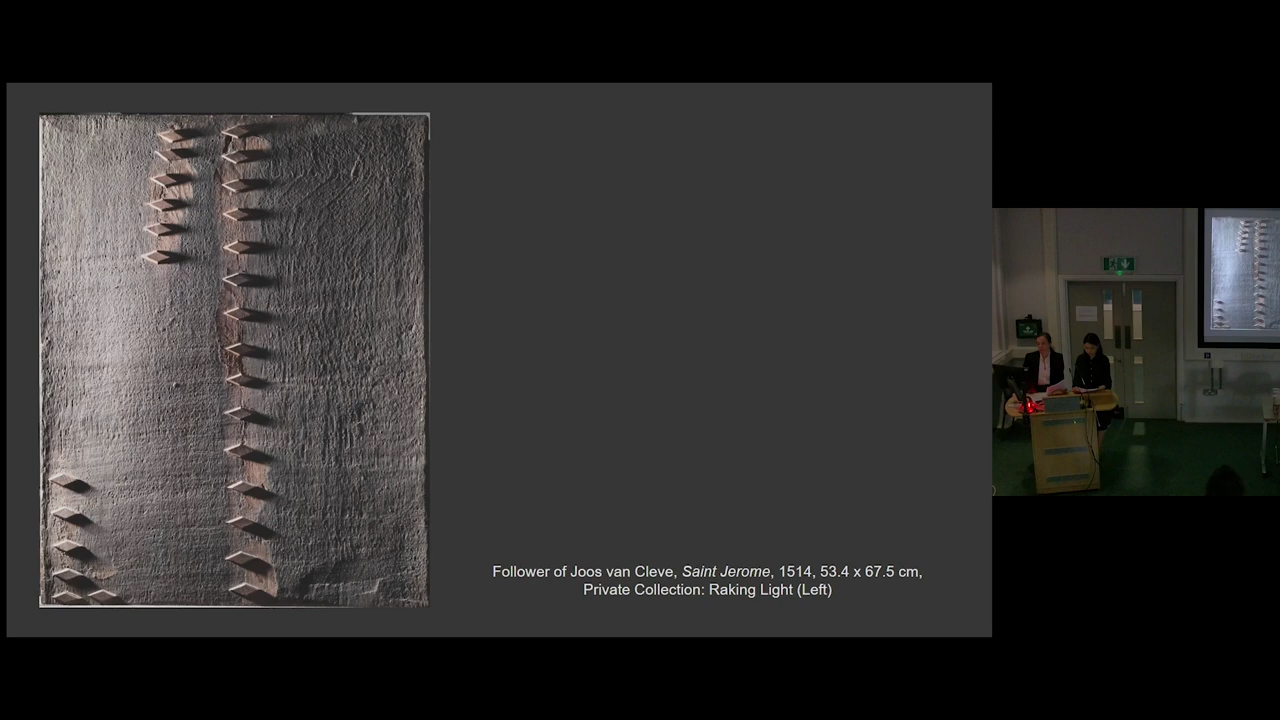 Follower of Joos van Cleve, Saint Jerome, 1514, 53.4 x 67.5 cm,
Private Collection: Raking Light (Left)